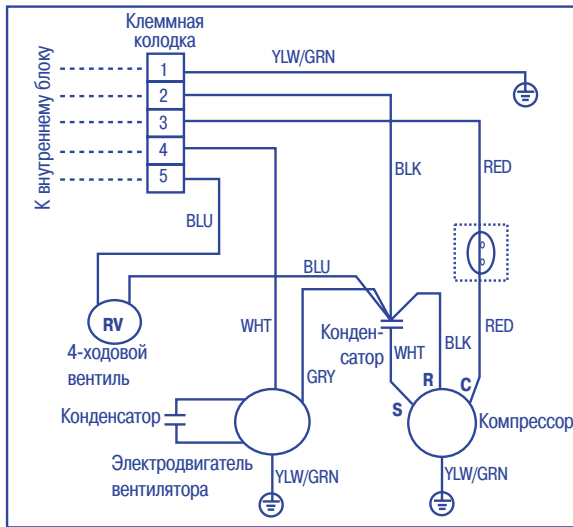 Клеммная
колодка
К внутреннему блоку
1
2
3
4
5
YLW/GRN
BLK
RED
BLU
BLU
RV
4-ходовой
вентиль
WHT
GRY
Конден-
сатор
WHT
BLK
RED
S
R
C
Компрессор
Конденсатор
Электродвигатель
вентилятора
YLW/GRN
YLW/GRN